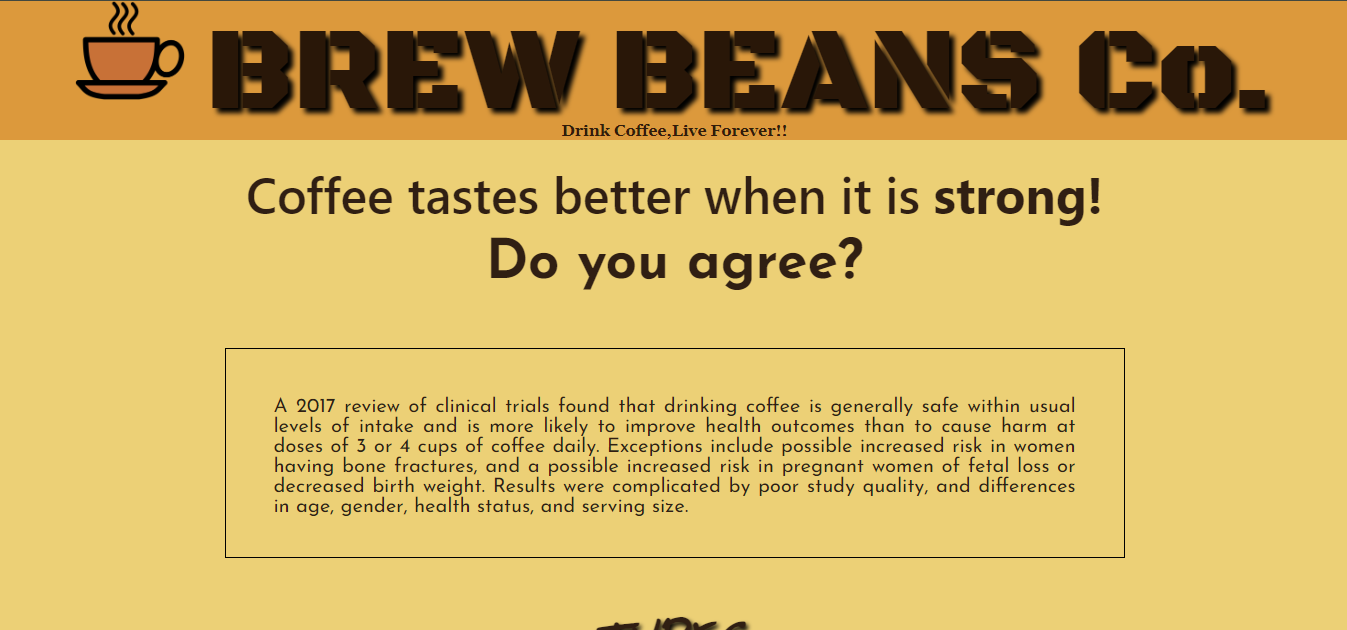 BREW BEANS Co.
Drink Coffee,Live Forever!!
Coffee tastes better when it is strong!
Do you agree?
A 2017 review of clinical trials found that drinking coffee is generally safe within usual
levels of intake and is more likely to improve health outcomes than to cause harm at
doses of 3 or 4 cups of coffee daily. Exceptions include possible increased risk in women
having bone fractures, and a possible increased risk in pregnant women of fetal loss or
decreased birth weight. Results were complicated by poor study quality, and differences
in age, gender, health status, and serving size.